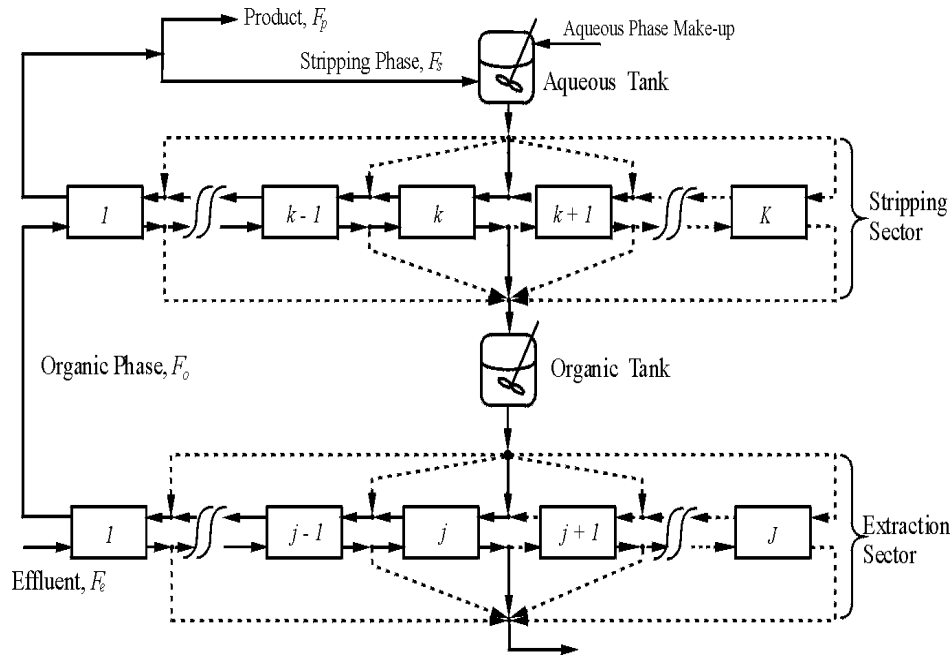 Product, Fp
Aqueous Phase Make-up
Stripping Phase, Fs
Aqueous Tank
1
k - 1
k
k + 1
K
Stripping
Sector
Organic Phase, Fo
Organic Tank
1
j - 1
j
j + 1
J
Extraction
Sector
Effluent, Fe